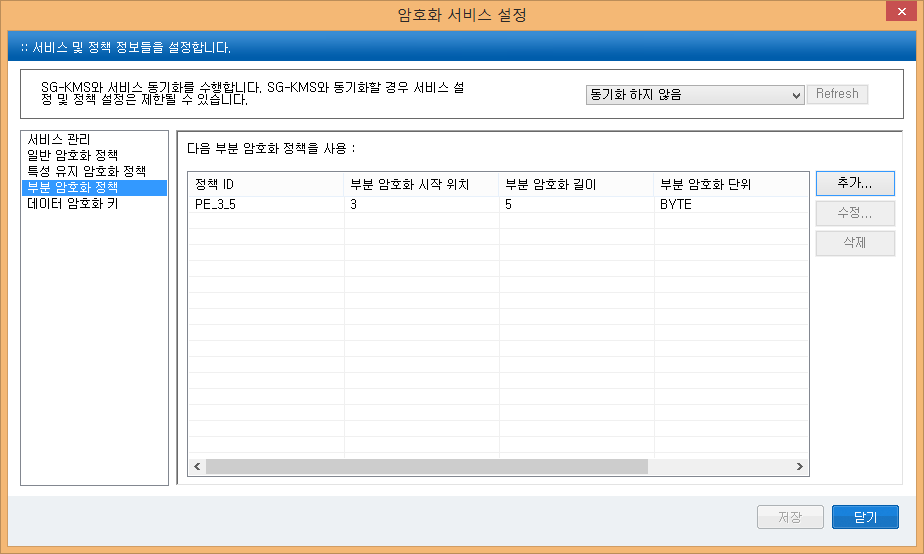 암호화 서비스 설정
:: 서비스 및 정책 정보들을 설정합니다.
SG-KMS와 서비스 동기화를 수행합니다. SG-KMS와 동기화할 경우 서비스 설
정 및 정책 설정은 제한될 수 있습니다.
동기화 하지 않음
Refresh
서비스 관리
일반 암호화 정책
특성 유지 암호화 정책
부분 암호화 정책
데이터 암호화 키
다음 부분 암호화 정책을 사용 :
정책 ID 부분 암호화 시작 위치 부분 암호화 길이 부분 암호화 단위
PE_3_5 3 5 BYTE
추가...
수정...
삭제
저장
닫기